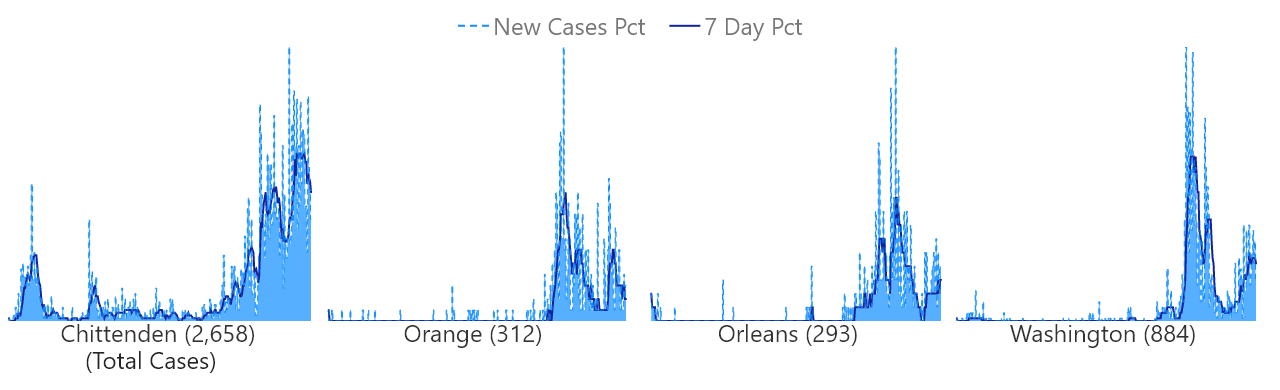 New Cases Pct 7 Day Pct
Chittenden (2,658) Orange (312) Orleans (293) Washington (884)
(Total Cases)